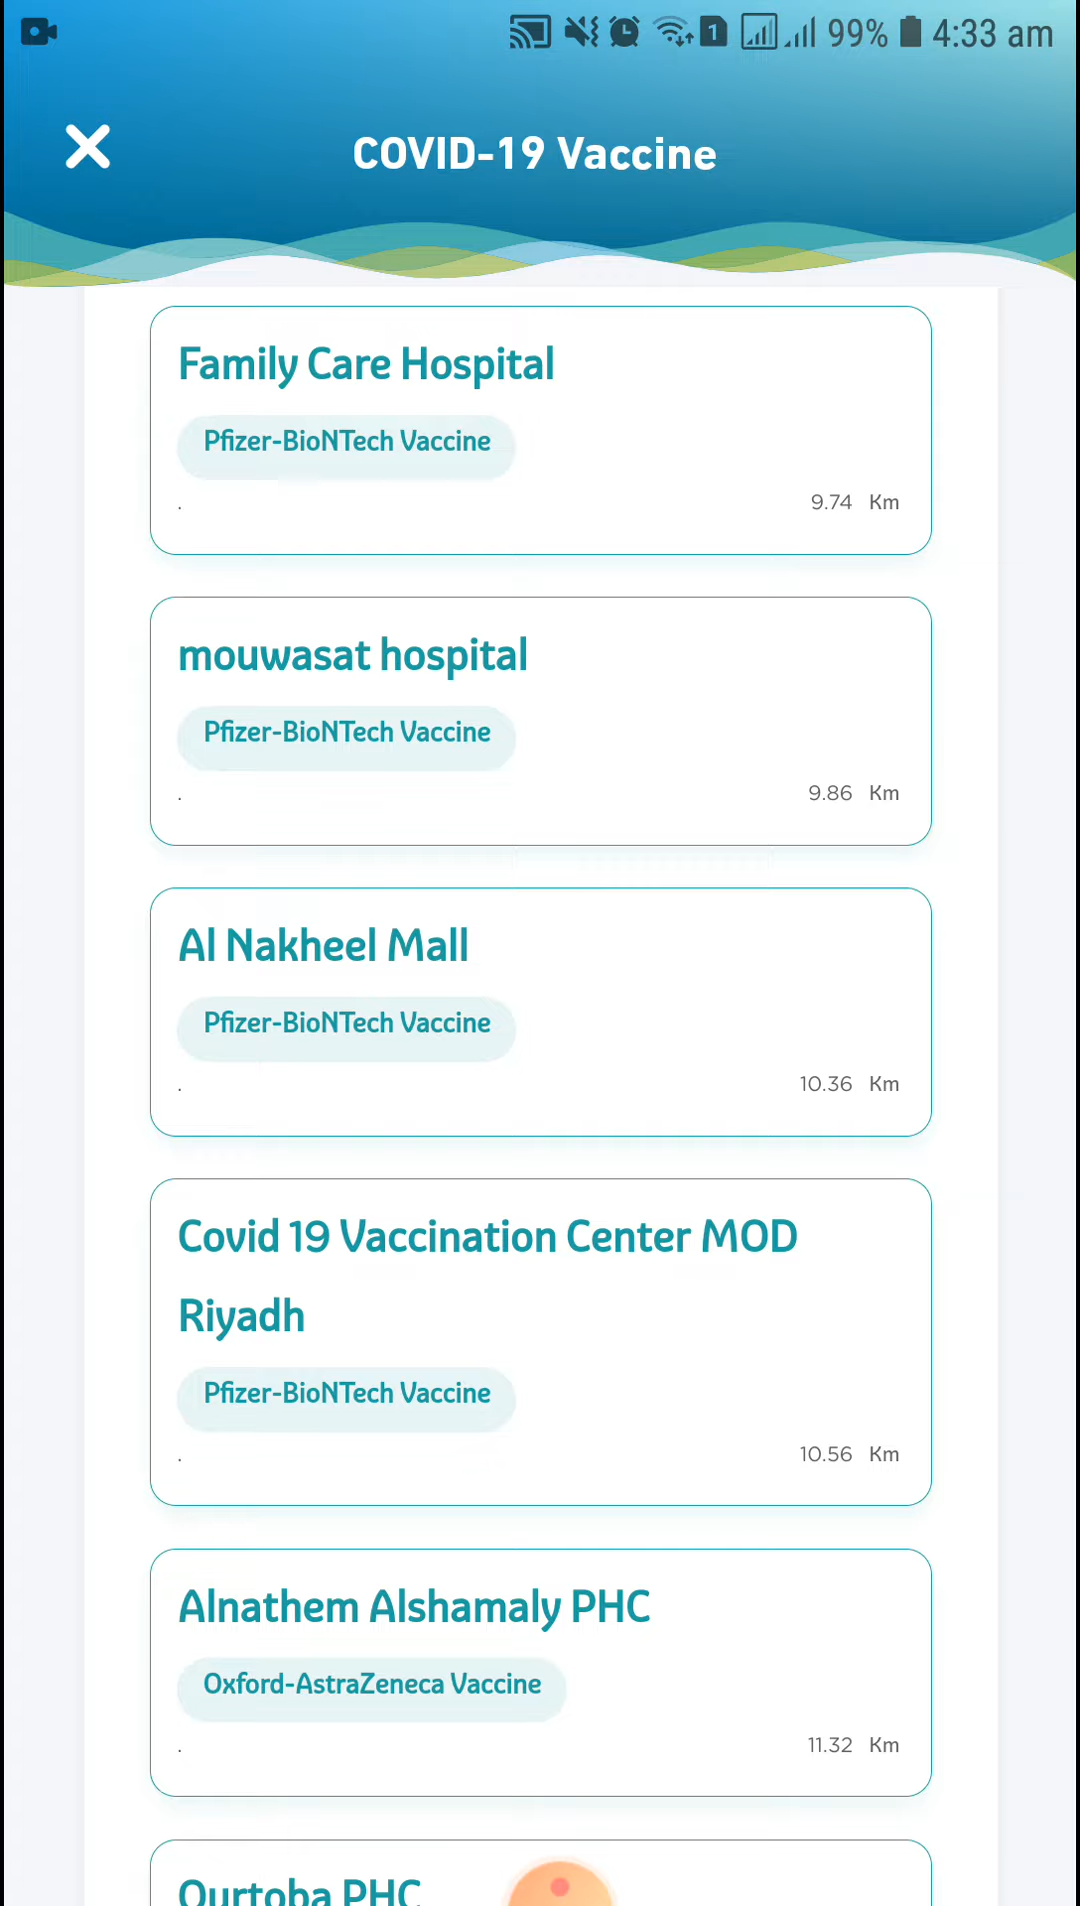 1 99% 4:33 am
COVID-19 Vaccine
Family Care Hospital
Pfizer-BioNTech Vaccine
. 9.74 Km
mouwasat hospital
Pfizer-BioNTech Vaccine
. 9.86 Km
Al Nakheel Mall
Pfizer-BioNTech Vaccine
. 10.36 Km
Covid 19 Vaccination Center MOD
Riyadh
Pfizer-BioNTech Vaccine
. 10.56 Km
Alnathem Alshamaly PHC
Oxford-AstraZeneca Vaccine
. 11.32 Km
Qurtoba PHC